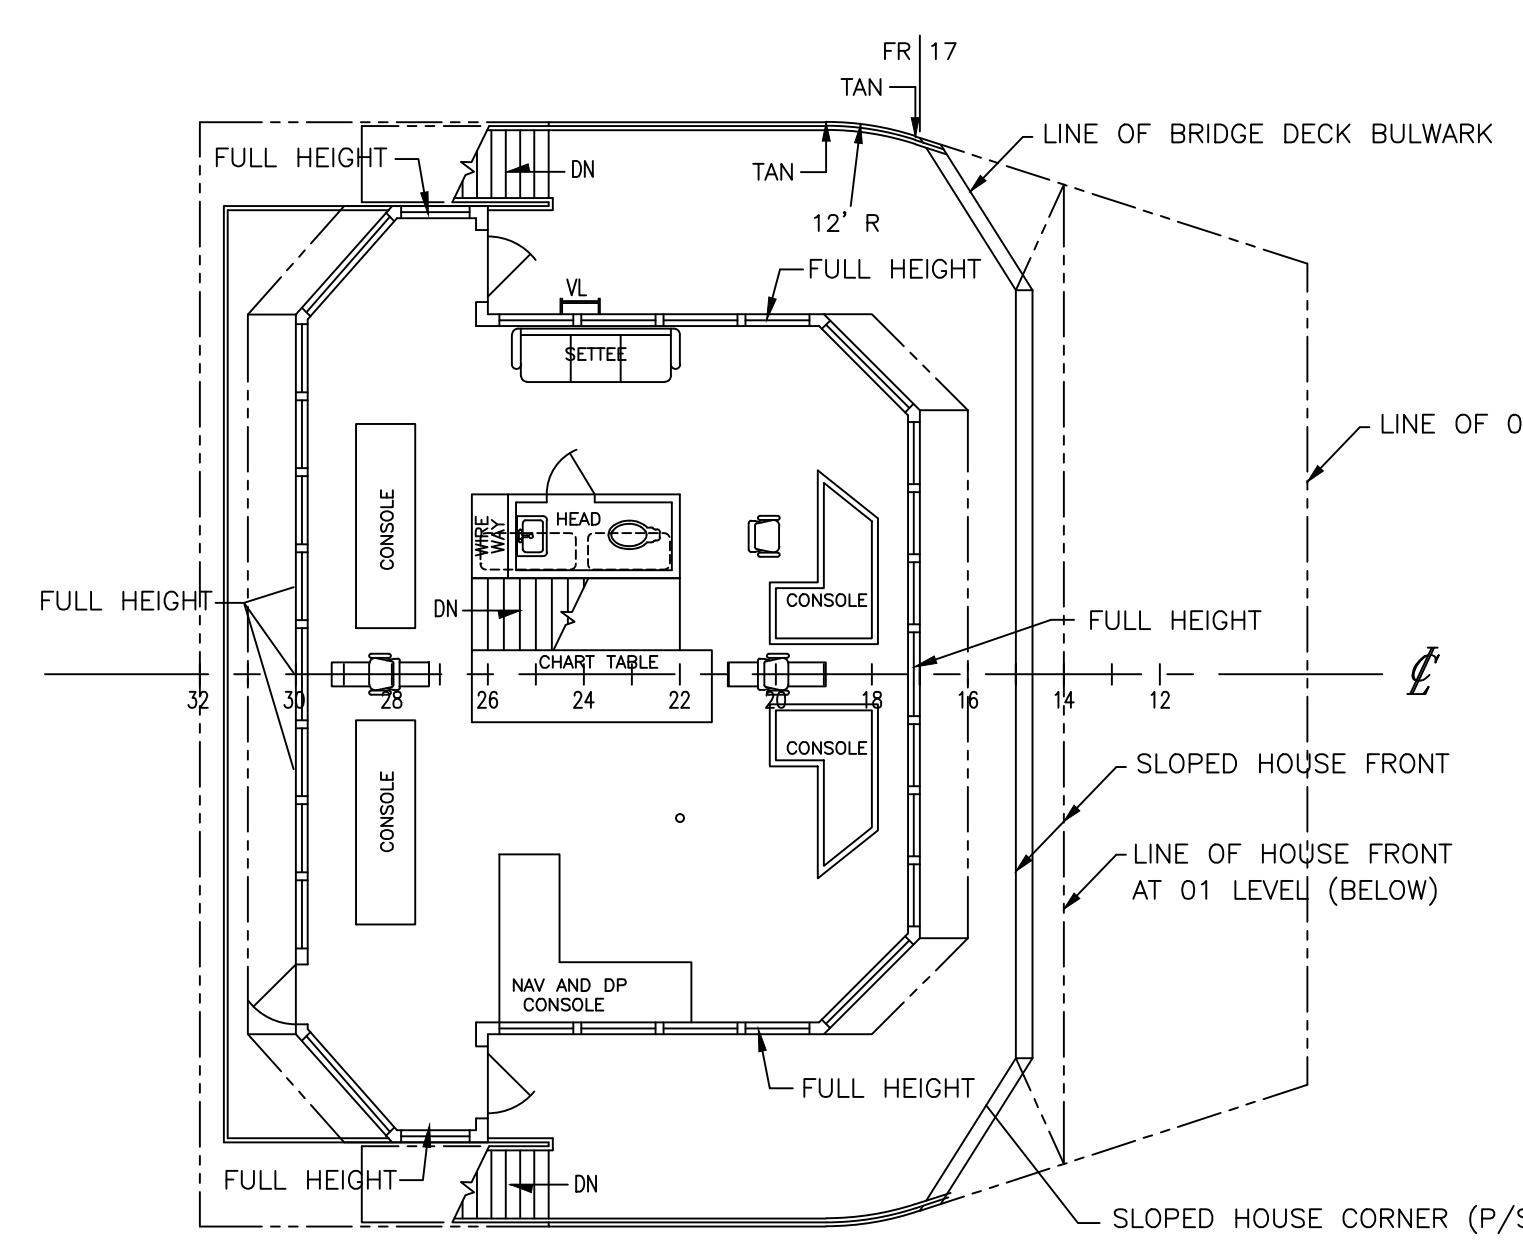 FR 17
TAN
LINE OF BRIDGE DECK BULWARK
FULL HEIGHT
DN
TAN
12' R
FULL HEIGHT
VL
SETTEE
LINE OF
CONSOLE
WIRE
WAY
HEAD
FULL HEIGHT
DN
CONSOLE
FULL HEIGHT
CHART TABLE
℄
32 30 28 26 24 22 20 18 16 14 12
CONSOLE
SLOPED HOUSE FRONT
CONSOLE
LINE OF HOUSE FRONT
AT 01 LEVEL (BELOW)
NAV AND DP
CONSOLE
FULL HEIGHT
FULL HEIGHT
DN
SLOPED HOUSE CORNER (P/S